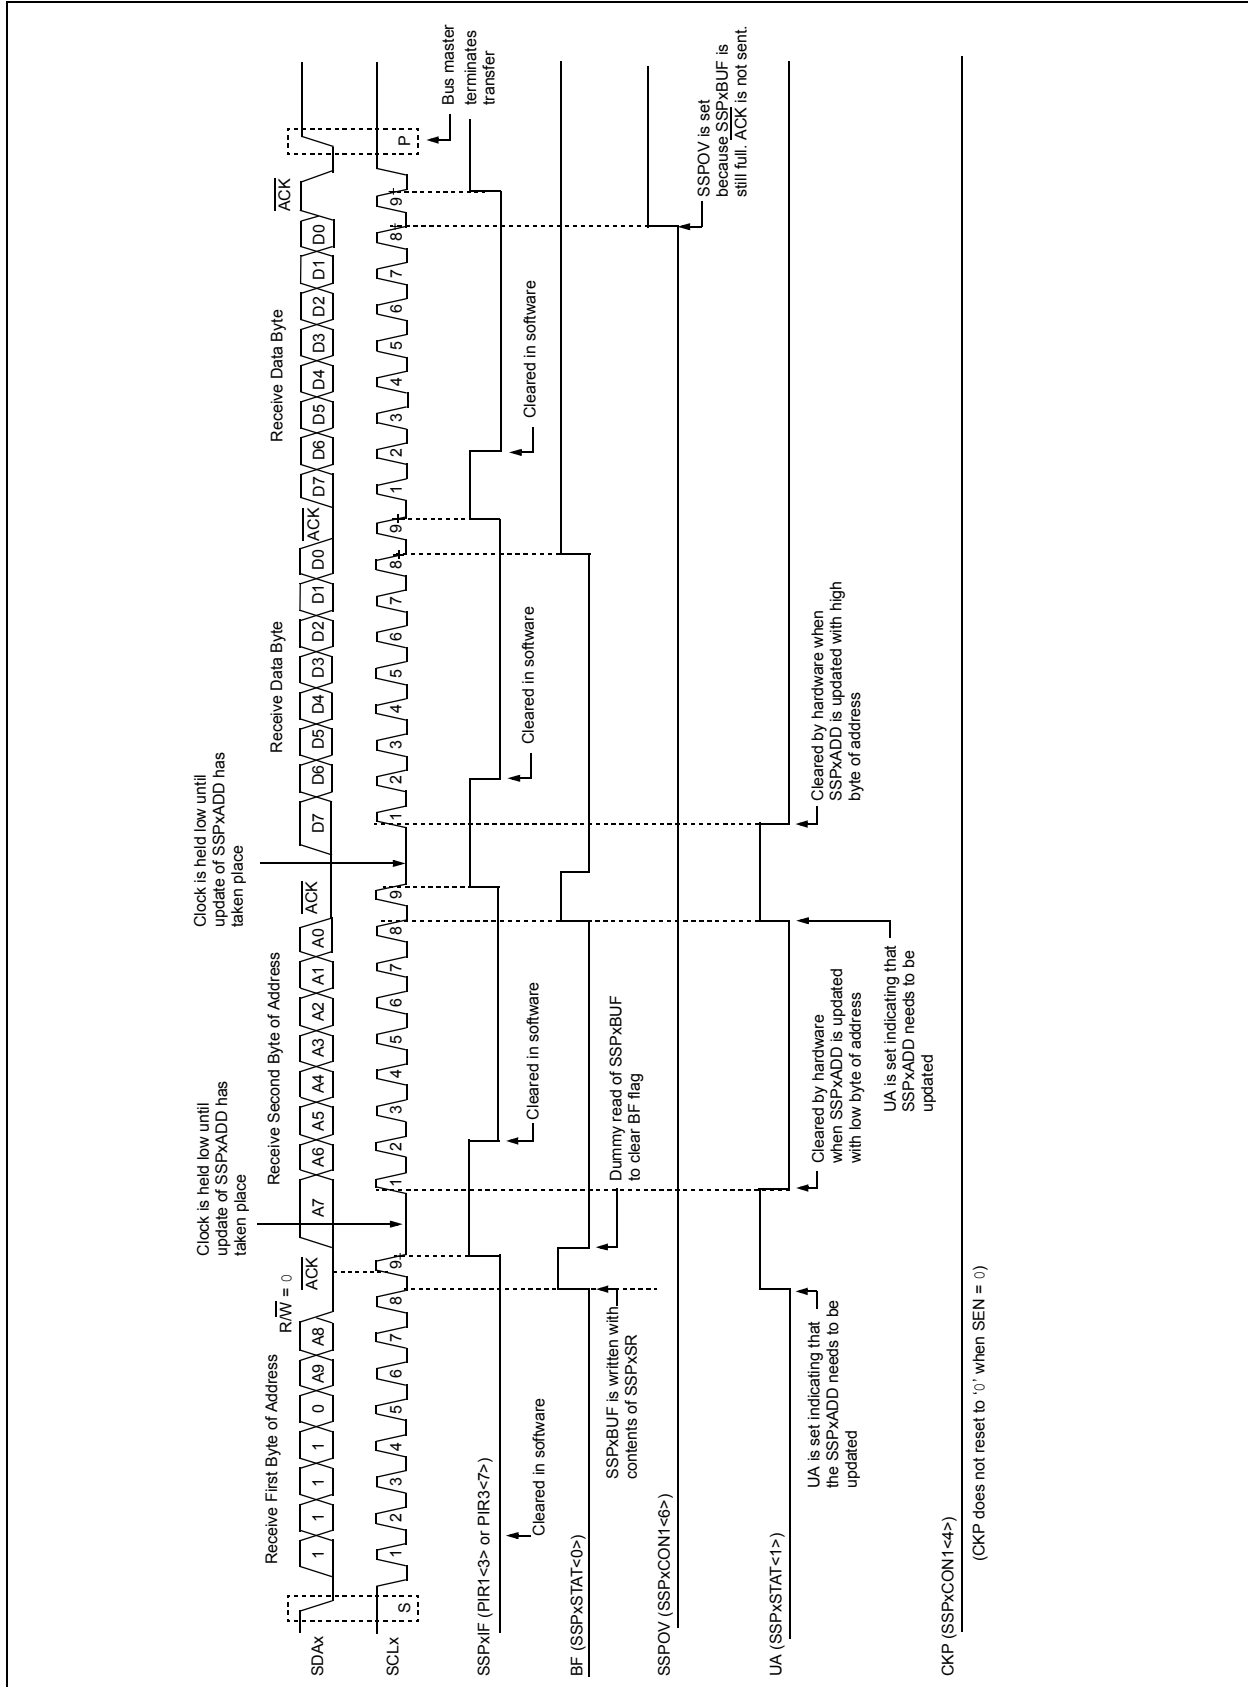 Receive First Byte of Address
R/W = 0
ACK
Clock is held low until
update of SSPxADD has
taken place
Receive Second Byte of Address
ACK
Clock is held low until
update of SSPxADD has
taken place
Receive Data Byte
ACK
Receive Data Byte
ACK
SDAx
1 1 1 1 0 A9 A8
A7 A6 A5 A4 A3 A2 A1 A0
D7 D6 D5 D4 D3 D2 D1 D0
D7 D6 D5 D4 D3 D2 D1 D0
SCLx
S
1 2 3 4 5 6 7 8 9
1 2 3 4 5 6 7 8 9
1 2 3 4 5 6 7 8 9
1 2 3 4 5 6 7 8 9
P
Bus master
terminates
transfer
SSPxIF (PIR1<3> or PIR3<7>)
Cleared in software
Cleared in software
Cleared in software
Cleared in software
BF (SSPxSTAT<0>)
SSPxBUF is written with
contents of SSPxSR
Dummy read of SSPxBUF
to clear BF flag
SSPOV (SSPxCON1<6>)
SSPOV is set
because SSPxBUF is
still full. ACK is not sent.
UA (SSPxSTAT<1>)
UA is set indicating that
the SSPxADD needs to be
updated
Cleared by hardware
when SSPxADD is updated
with low byte of address
UA is set indicating that
SSPxADD needs to be
updated
Cleared by hardware when
SSPxADD is updated with high
byte of address
CKP (SSPxCON1<4>)
(CKP does not reset to ‘0’ when SEN = 0)